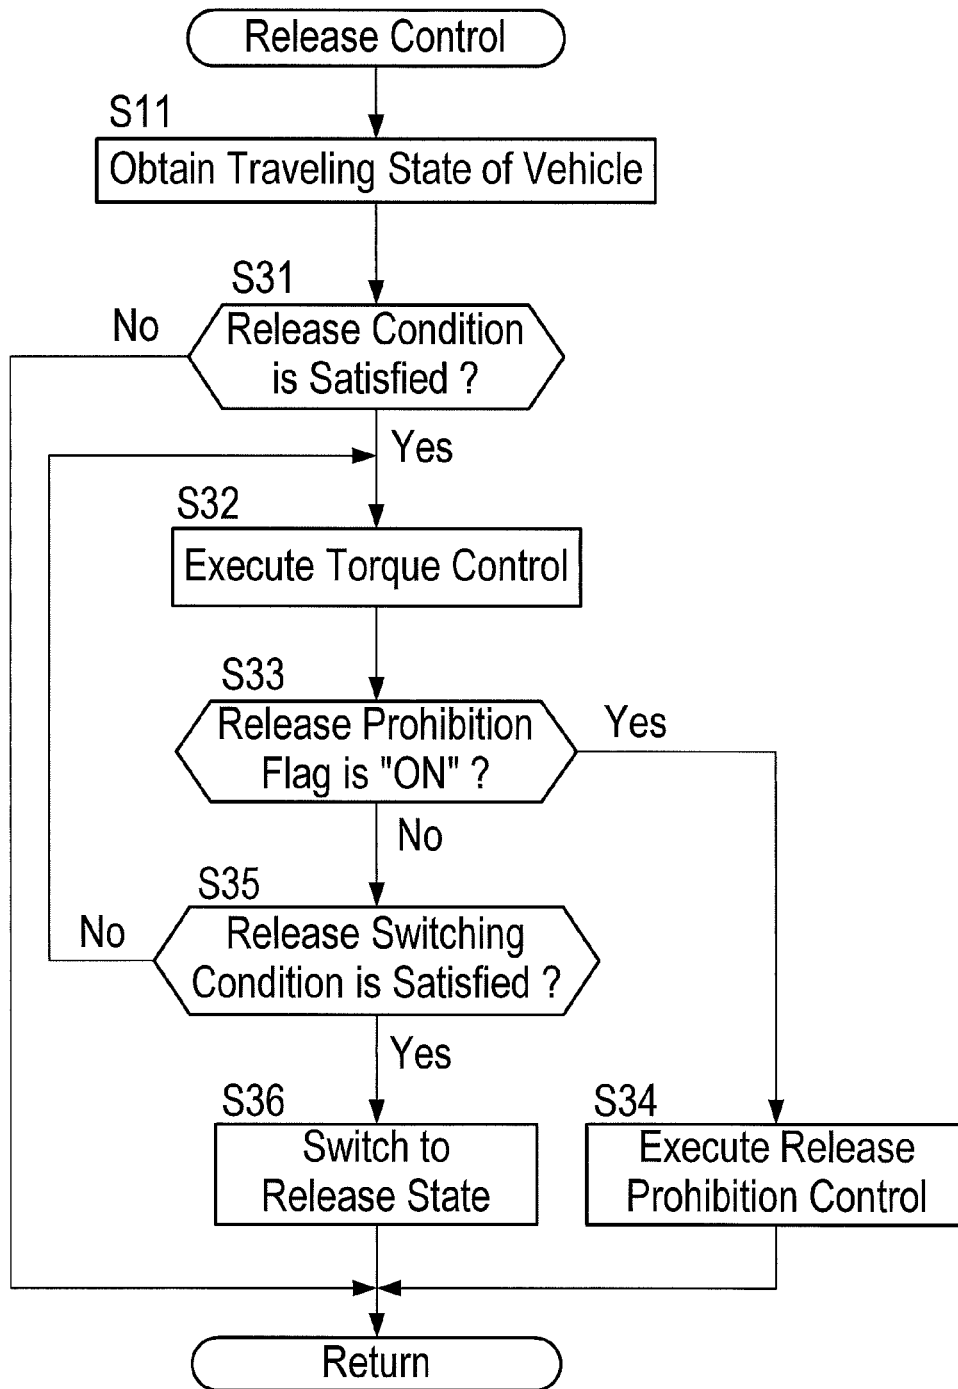 Release Control
S11
Obtain Traveling State of Vehicle
S31
No
Release Condition
is Satisfied ?
Yes
S32
Execute Torque Control
S33
Release Prohibition
Flag is "ON" ?
Yes
No
S35
No
Release Switching
Condition is Satisfied ?
Yes
S36
Switch to
Release State
S34
Execute Release
Prohibition Control
Return